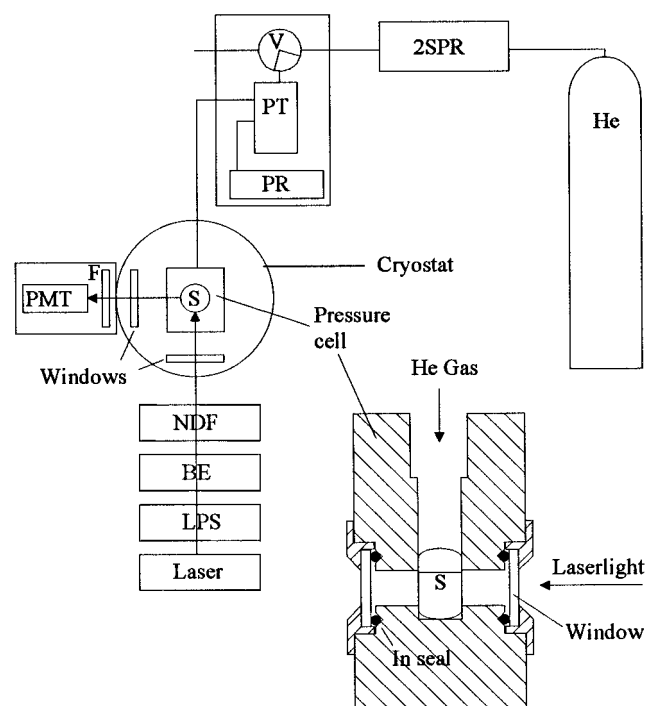 V
2SPR
PT
He
PR
F
PMT
S
Cryostat
Pressure
cell
Windows
He Gas
NDF
BE
LPS
Laser
S
Laserlight
Window
In seal